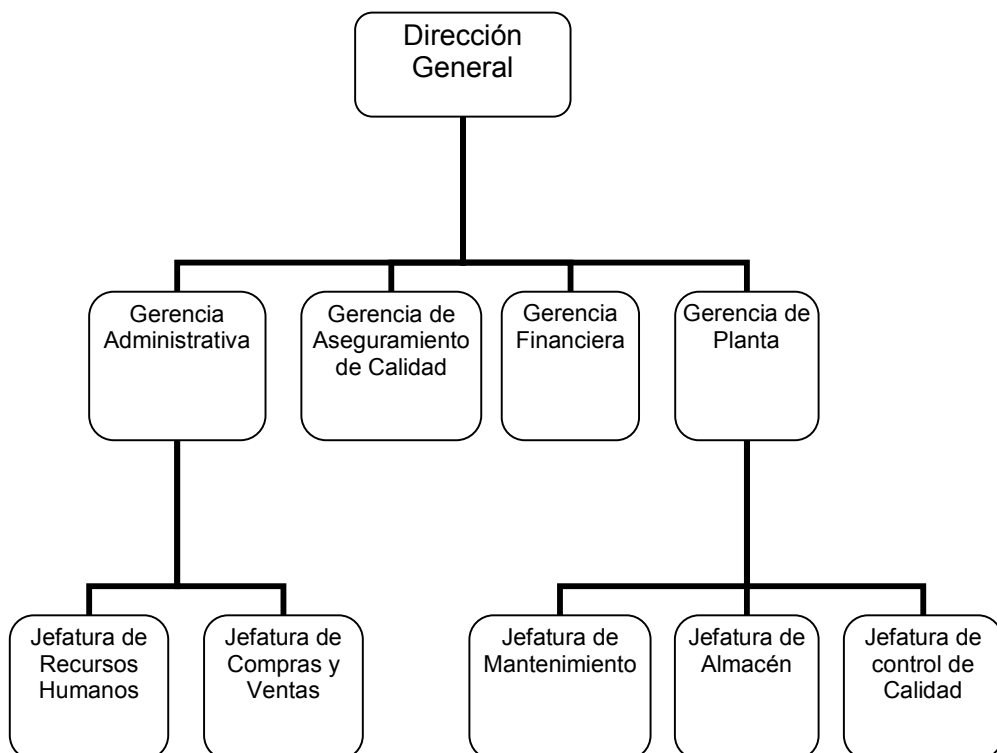 Dirección
General
Gerencia
Administrativa
Gerencia de
Aseguramiento
de Calidad
Gerencia
Financiera
Gerencia de
Planta
Jefatura de
Recursos
Humanos
Jefatura de
Compras y
Ventas
Jefatura de
Mantenimiento
Jefatura de
Almacén
Jefatura de
control de
Calidad